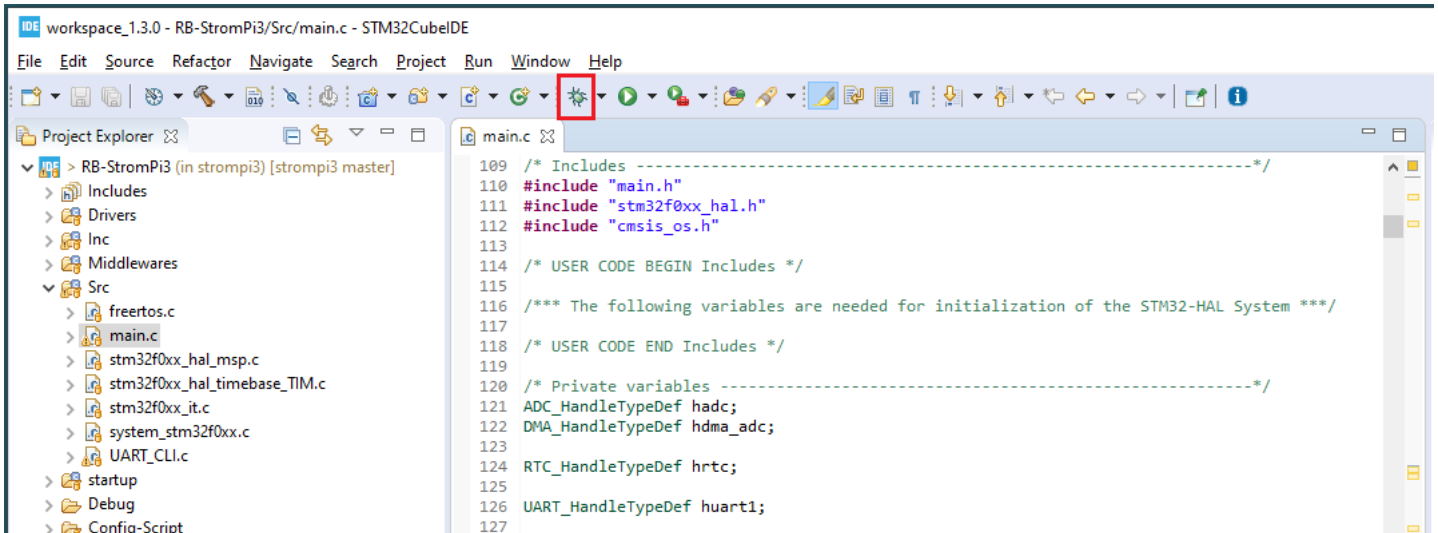 IDE workspace_1.3.0 - RB-StromPi3/Src/main.c - STM32CubeIDE
File Edit Source Refactor Navigate Search Project Run Window Help
010
Project Explorer
main.c
IDE > RB-StromPi3 (in strompi3) [strompi3 master]
Includes
Drivers
Inc
Middlewares
Src
freertos.c
main.c
stm32f0xx_hal_msp.c
stm32f0xx_hal_timebase_TIM.c
stm32f0xx_it.c
system_stm32f0xx.c
UART_CLI.c
startup
Debug
Config-Script
109 /* Includes ------------------------------------------------------------------*/
110 #include "main.h"
111 #include "stm32f0xx_hal.h"
112 #include "cmsis_os.h"
113
114 /* USER CODE BEGIN Includes */
115
116 /*** The following variables are needed for initialization of the STM32-HAL System ***/
117
118 /* USER CODE END Includes */
119
120 /* Private variables ---------------------------------------------------------*/
121 ADC_HandleTypeDef hadc;
122 DMA_HandleTypeDef hdma_adc;
123
124 RTC_HandleTypeDef hrtc;
125
126 UART_HandleTypeDef huart1;
127